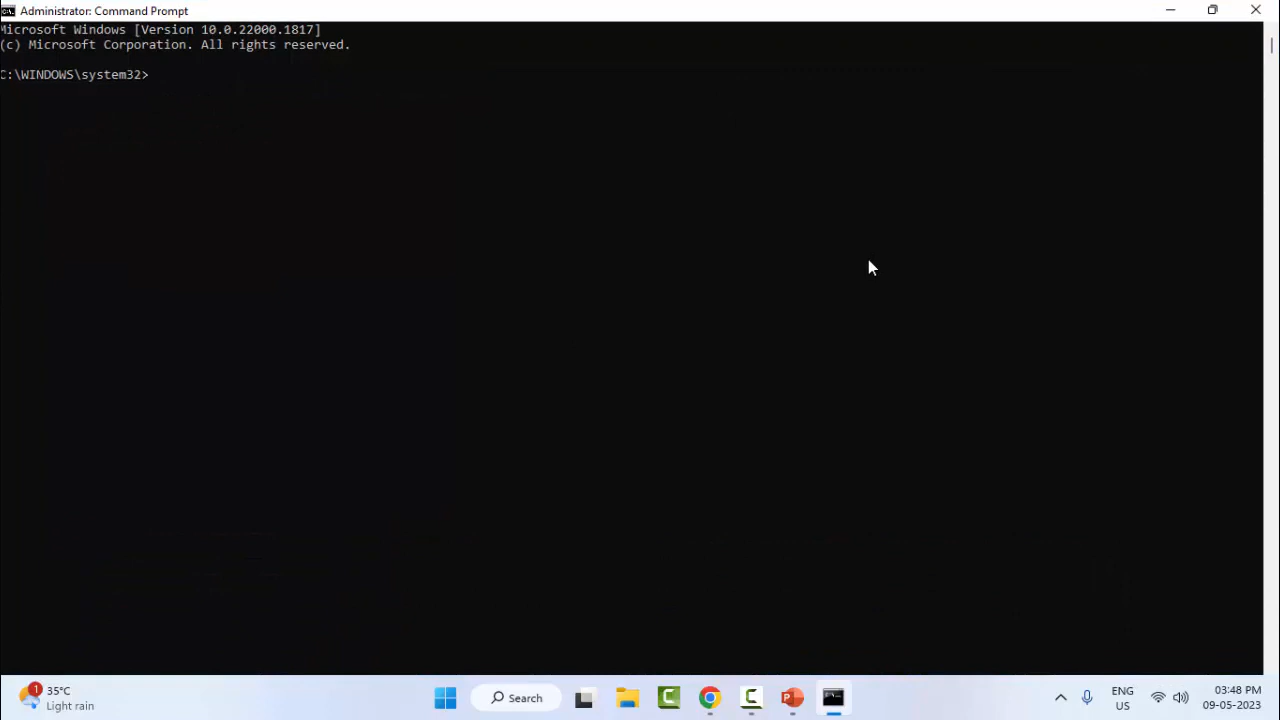 Administrator: Command Prompt
Microsoft Windows [Version 10.0.22000.1817]
(c) Microsoft Corporation. All rights reserved.
C:\WINDOWS\system32>
1
35°C
Light rain
Search
ENG
US
03:48 PM
09-05-2023